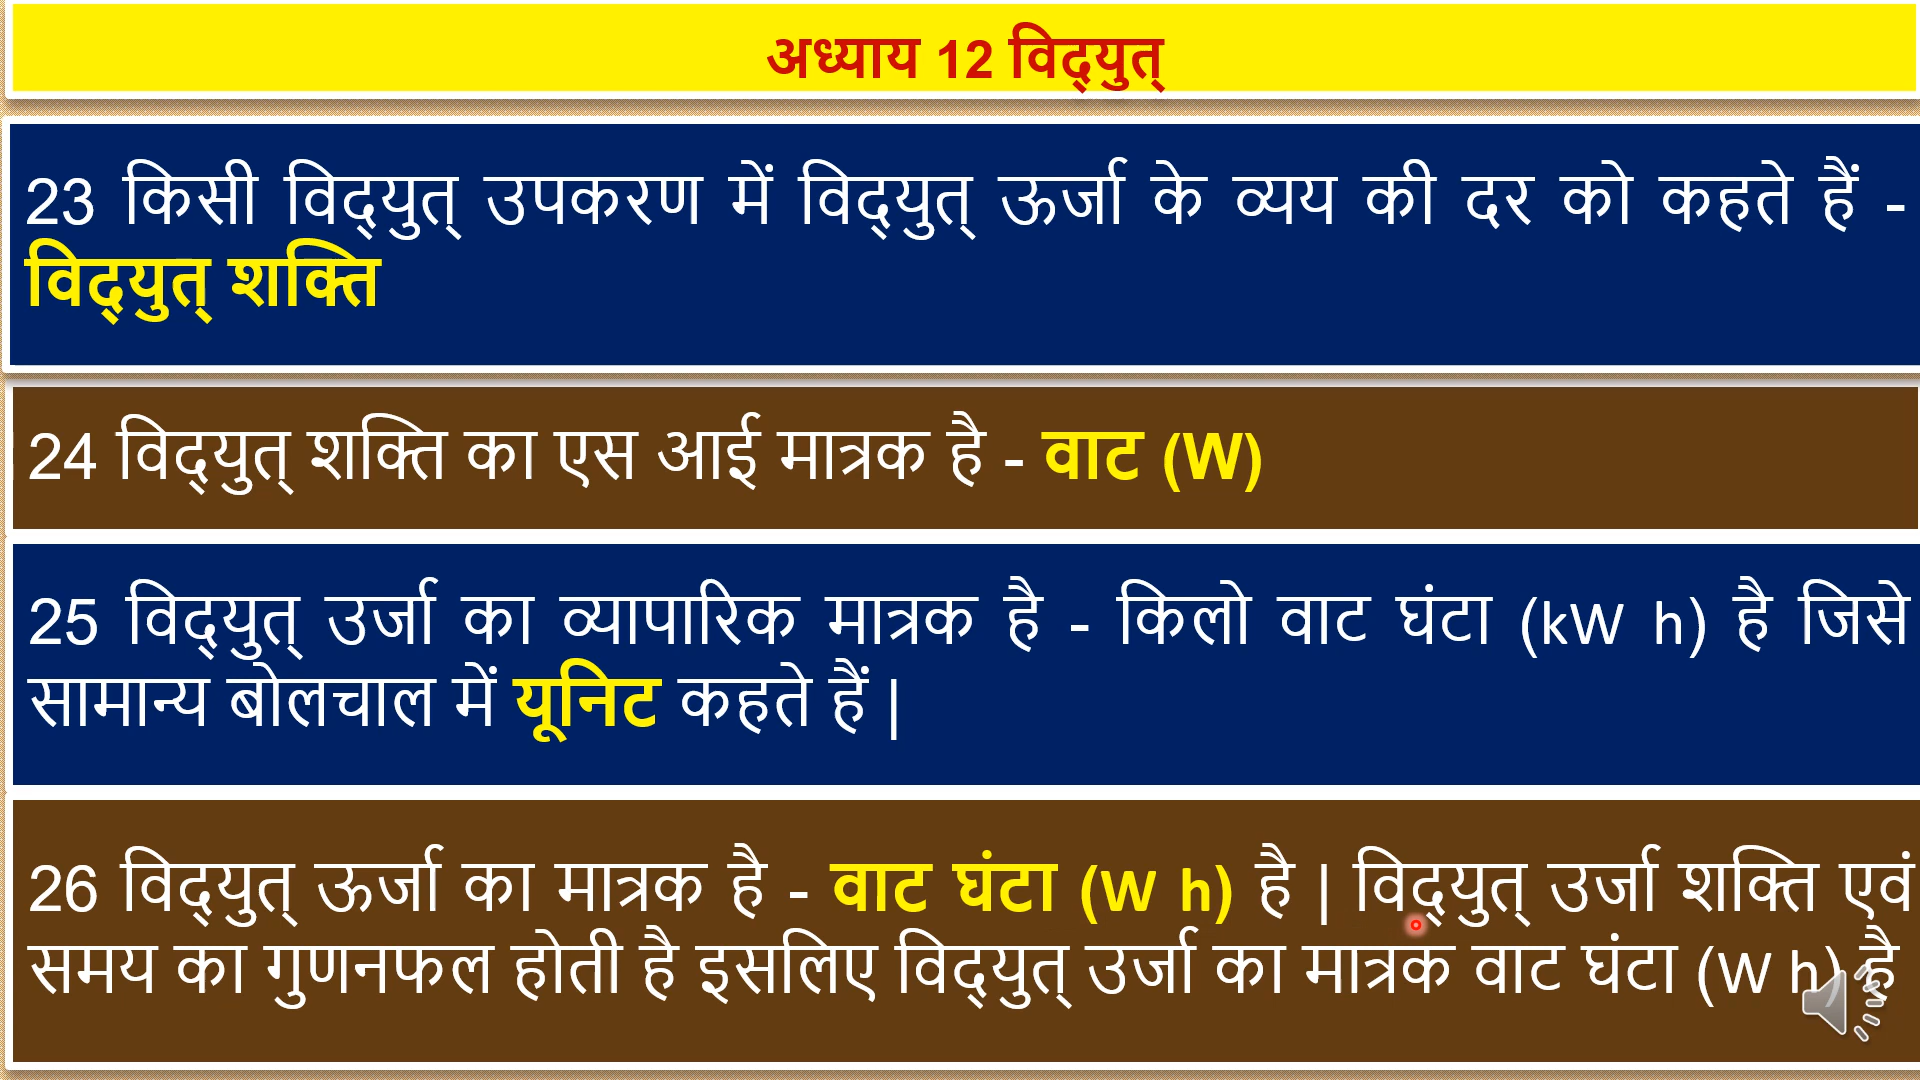 अध्याय 12 विद्युत्
23 किसी विद्युत् उपकरण में विद्युत् ऊर्जा के व्यय की दर को कहते हैं -
विद्युत् शक्ति
24 विद्युत् शक्ति का एस आई मात्रक है - वाट (W)
25 विद्युत् उर्जा का व्यापारिक मात्रक है - किलो वाट घंटा (kW h) है जिसे
सामान्य बोलचाल में यूनिट कहते हैं |
26 विद्युत् ऊर्जा का मात्रक है - वाट घंटा (W h) है | विद्युत् उर्जा शक्ति एवं
समय का गुणनफल होती है इसलिए विद्युत् उर्जा का मात्रक वाट घंटा (W h) है